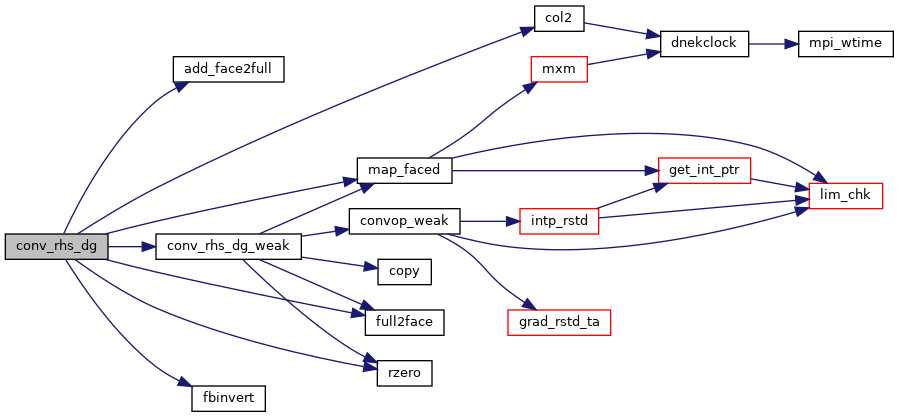 col2
dnekclock
mpi_wtime
add_face2full
mxm
map_faced
get_int_ptr
lim_chk
convop_weak
intp_rstd
conv_rhs_dg
conv_rhs_dg_weak
copy
full2face
grad_rstd_ta
rzero
fbinvert